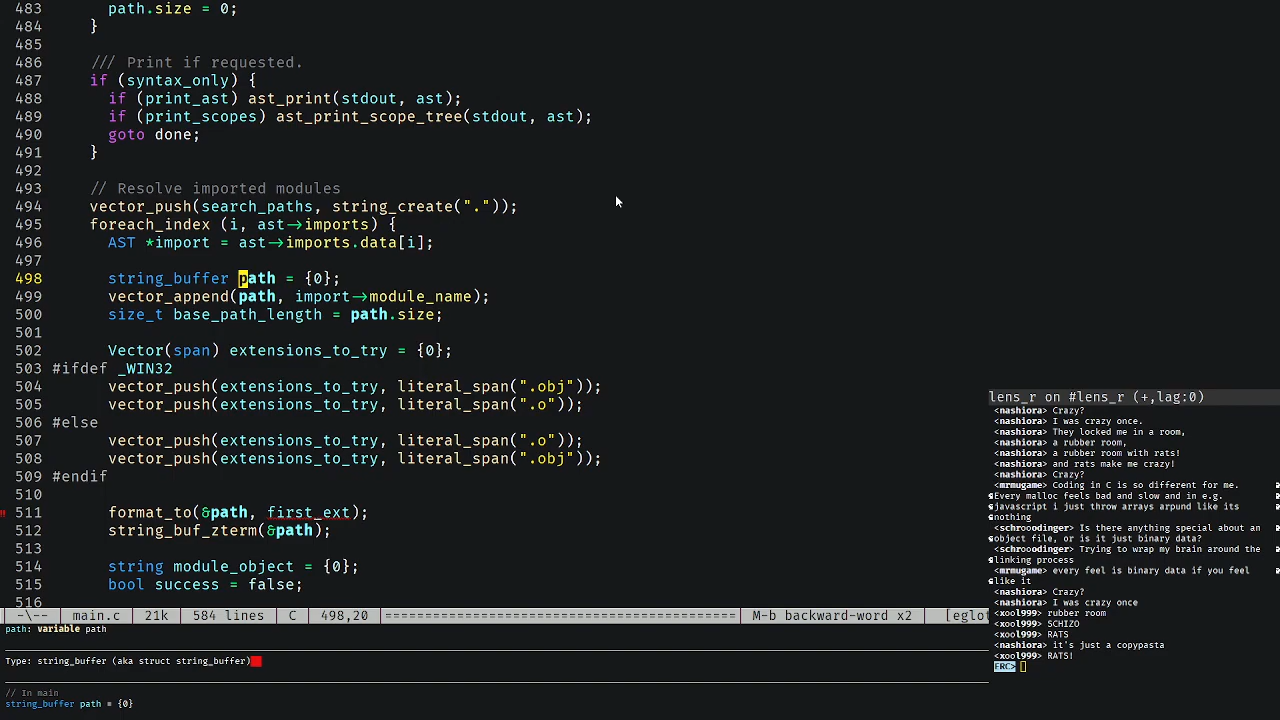 483 path.size = 0;
484 }
485
486 /// Print if requested.
487 if (syntax_only) {
488 if (print_ast) ast_print(stdout, ast);
489 if (print_scopes) ast_print_scope_tree(stdout, ast);
490 goto done;
491 }
492
493 // Resolve imported modules
494 vector_push(search_paths, string_create("."));
495 foreach_index (i, ast→imports) {
496 AST *import = ast→imports.data[i];
497
498 string_buffer path = {0};
499 vector_append(path, import→module_name);
500 size_t base_path_length = path.size;
501
502 Vector(span) extensions_to_try = {0};
503 #ifdef _WIN32
504 vector_push(extensions_to_try, literal_span(".obj"));
505 vector_push(extensions_to_try, literal_span(".o"));
506 #else
507 vector_push(extensions_to_try, literal_span(".o"));
508 vector_push(extensions_to_try, literal_span(".obj"));
509 #endif
510
!! 511 format_to(&path, first_ext);
512 string_buf_zterm(&path);
513
514 string module_object = {0};
515 bool success = false;
516
-\-- main.c 21k 584 lines C 498,20 ===================================== M-b backward-word x2 [eglot
path: variable path
Type: string_buffer (aka struct string_buffer)
// In main
string_buffer path = {0}
lens_r on #lens_r (+,lag:0)
<nashiora> Crazy?
<nashiora> I was crazy once.
<nashiora> They locked me in a room,
<nashiora> a rubber room,
<nashiora> a rubber room with rats!
<nashiora> and rats make me crazy!
<nashiora> Crazy?
<mrmugame> Coding in C is so different for me.
Every malloc feels bad and slow and in e.g.
javascript i just throw arrays arpund like its
nothing
<schrooodinger> Is there anything special about an
object file, or is it just binary data?
<schrooodinger> Trying to wrap my brain around the
linking process
<mrmugame> every feel is binary data if you feel
like it
<nashiora> Crazy?
<nashiora> I was crazy once
<xool999> rubber room
<xool999> SCHIZO
<xool999> RATS
<nashiora> it's just a copypasta
<xool999> RATS!
ERC>